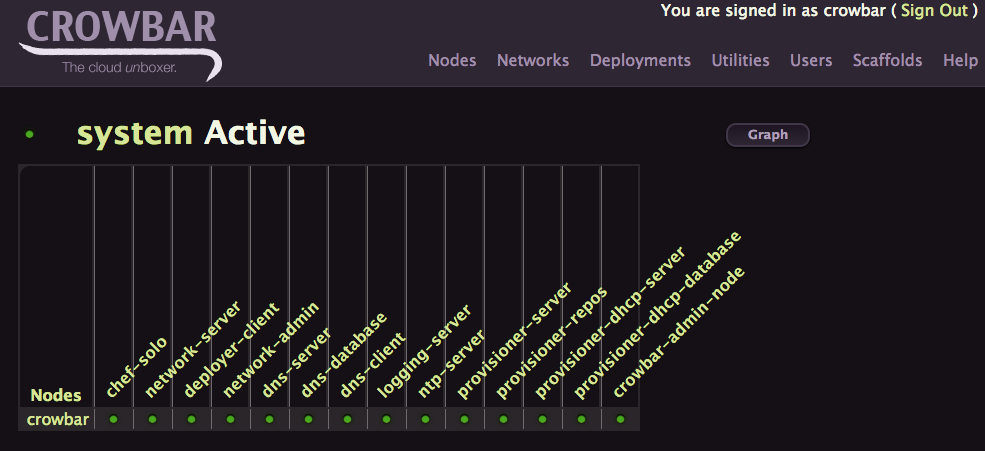 You are signed in as crowbar ( Sign Out )
CROWBAR
The cloud unboxer.
Nodes Networks Deployments Utilities Users Scaffolds Help
system Active
Graph
Nodes
chef-solo
network-server
deployer-client
network-admin
dns-server
dns-database
dns-client
logging-server
ntp-server
provisioner-server
provisioner-repos
provisioner-dhcp-server
provisioner-dhcp-database
crowbar-admin-node
crowbar